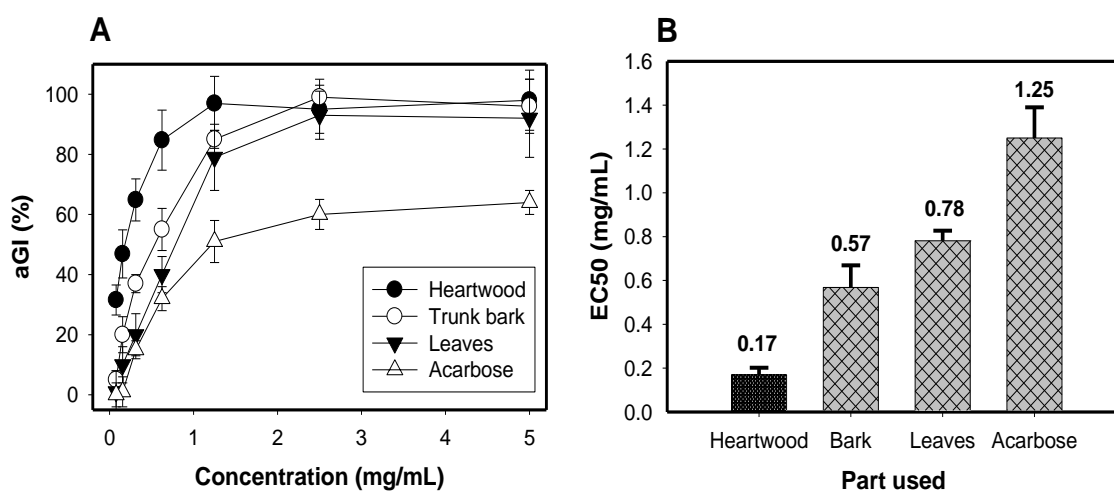 A
aGI (%)
100
80
60
40
20
0
Heartwood
Trunk bark
Leaves
Acarbose
0 1 2 3 4 5
Concentration (mg/mL)
B
EC50 (mg/mL)
1.6
1.4
1.2
1.0
0.8
0.6
0.4
0.2
0.0
0.17
0.57
0.78
1.25
Heartwood Bark Leaves Acarbose
Part used